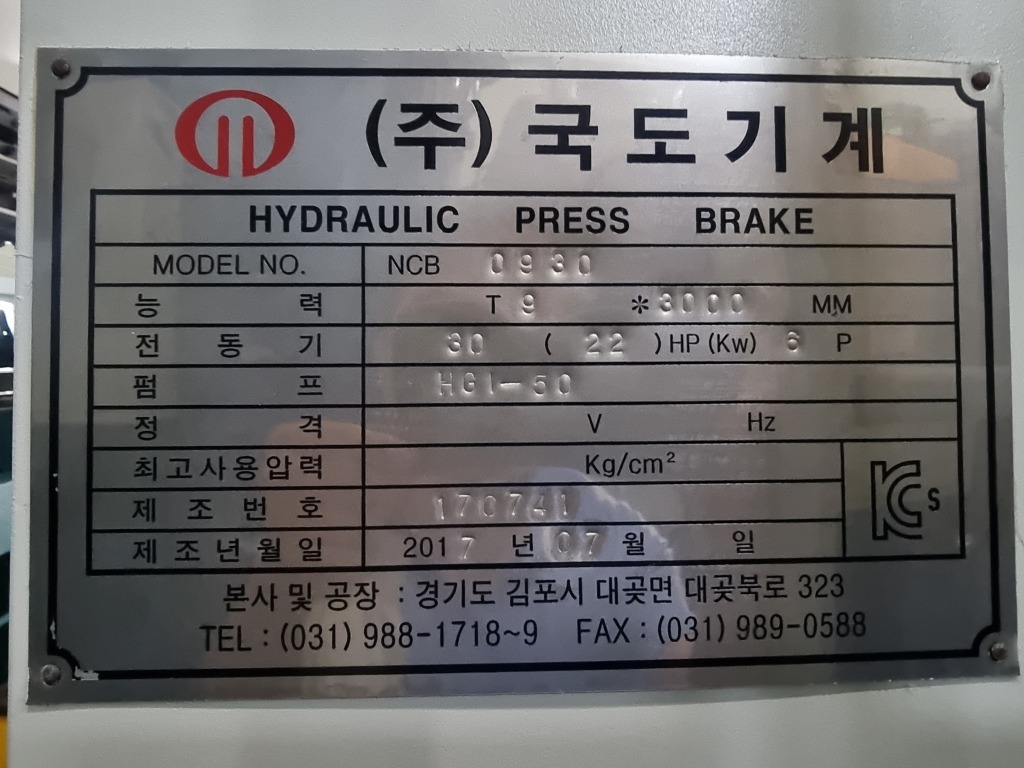 (주) 국도기계
HYDRAULIC PRESS BRAKE
MODEL NO. NCB 0930
능 력 T 9 *3000 MM
전 동 기 30 ( 22 ) HP (Kw) 6 P
펌 프 HG1-50
정 격 V Hz
최고사용압력 Kg/cm²
제 조 번 호 170741
제 조 년 월 일 2017 년 07 월 일
KCs
본사 및 공장 : 경기도 김포시 대곶면 대곶북로 323
TEL : (031) 988-1718~9 FAX : (031) 989-0588